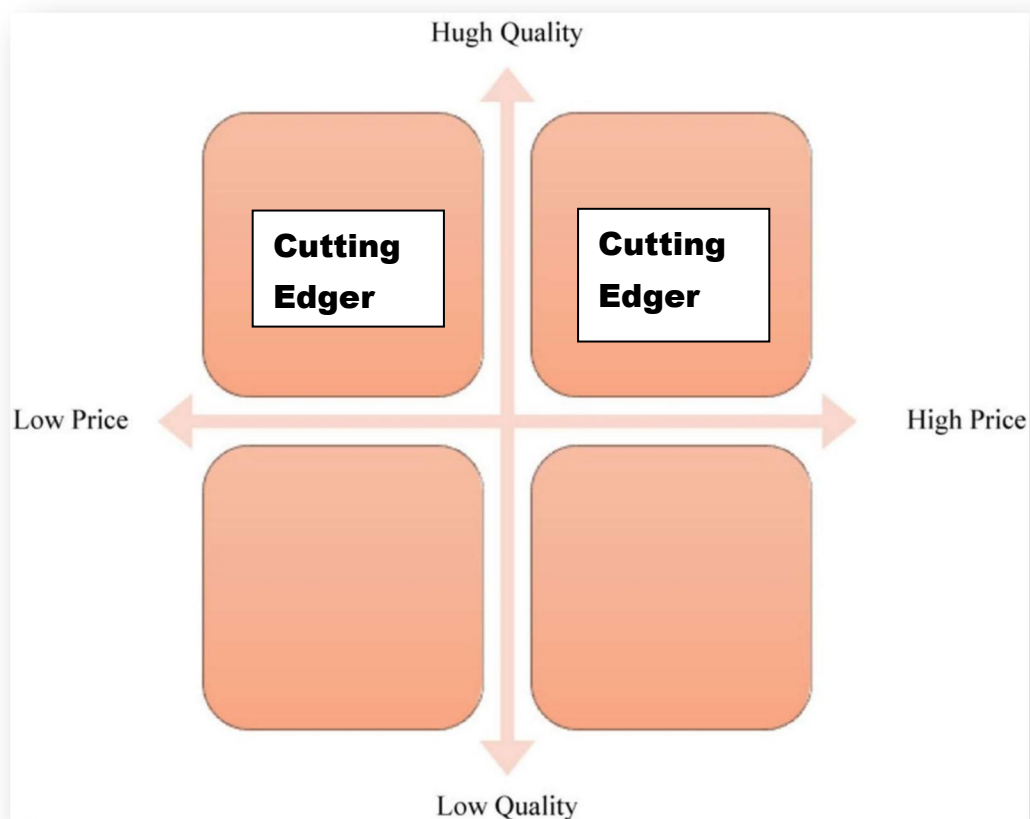 Hugh Quality
Cutting
Edger
Cutting
Edger
Low Price
High Price
Low Quality